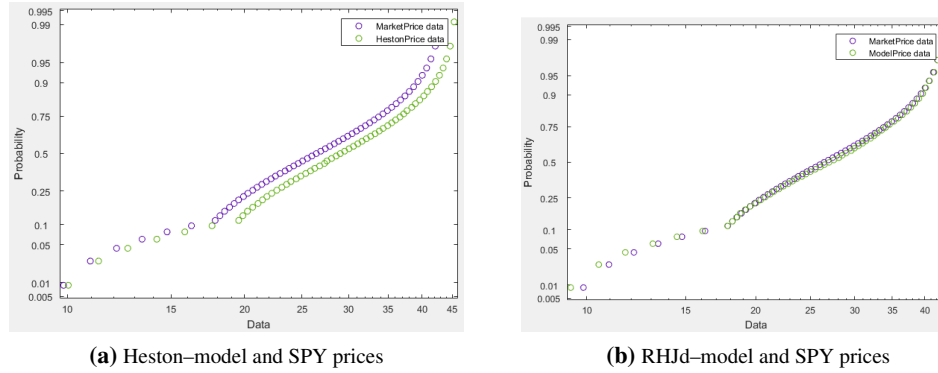 0.995
0.99
0.95
0.9
0.75
0.5
0.25
0.1
0.05
0.01
0.005
Probability
10 15 20 25 30 35 40 45
Data
MarketPrice data
HestonPrice data
(a) Heston–model and SPY prices
0.995
0.99
0.95
0.9
0.75
0.5
0.25
0.1
0.05
0.01
0.005
Probability
10 15 20 25 30 35 40
Data
MarketPrice data
ModelPrice data
(b) RHJd–model and SPY prices